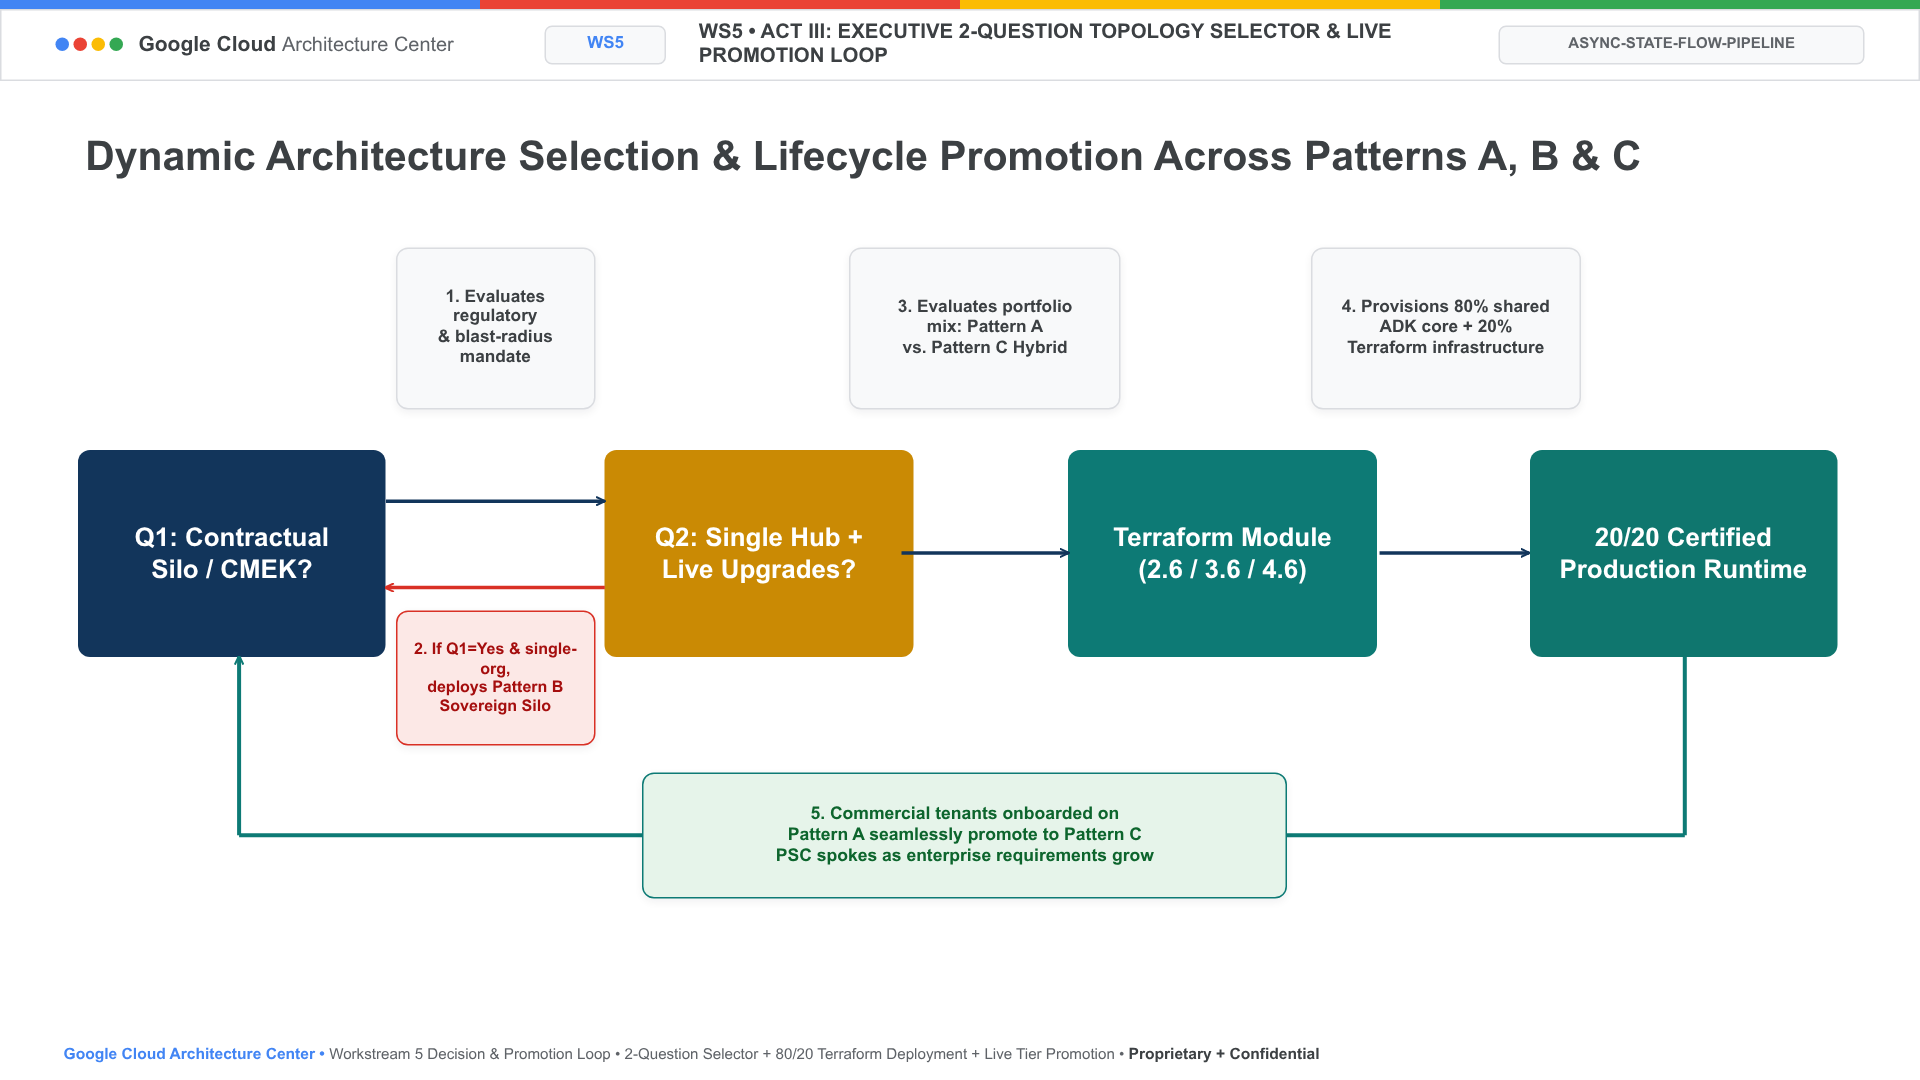 Google Cloud Architecture Center
WS5
WS5 • ACT III: EXECUTIVE 2-QUESTION TOPOLOGY SELECTOR & LIVE
PROMOTION LOOP
ASYNC-STATE-FLOW-PIPELINE
Dynamic Architecture Selection & Lifecycle Promotion Across Patterns A, B & C
1. Evaluates
regulatory
& blast-radius
mandate
3. Evaluates portfolio
mix: Pattern A
vs. Pattern C Hybrid
4. Provisions 80% shared
ADK core + 20%
Terraform infrastructure
Q1: Contractual
Silo / CMEK?
Q2: Single Hub +
Live Upgrades?
Terraform Module
(2.6 / 3.6 / 4.6)
20/20 Certified
Production Runtime
2. If Q1=Yes & single-
org,
deploys Pattern B
Sovereign Silo
5. Commercial tenants onboarded on
Pattern A seamlessly promote to Pattern C
PSC spokes as enterprise requirements grow
Google Cloud Architecture Center • Workstream 5 Decision & Promotion Loop • 2-Question Selector + 80/20 Terraform Deployment + Live Tier Promotion • Proprietary + Confidential